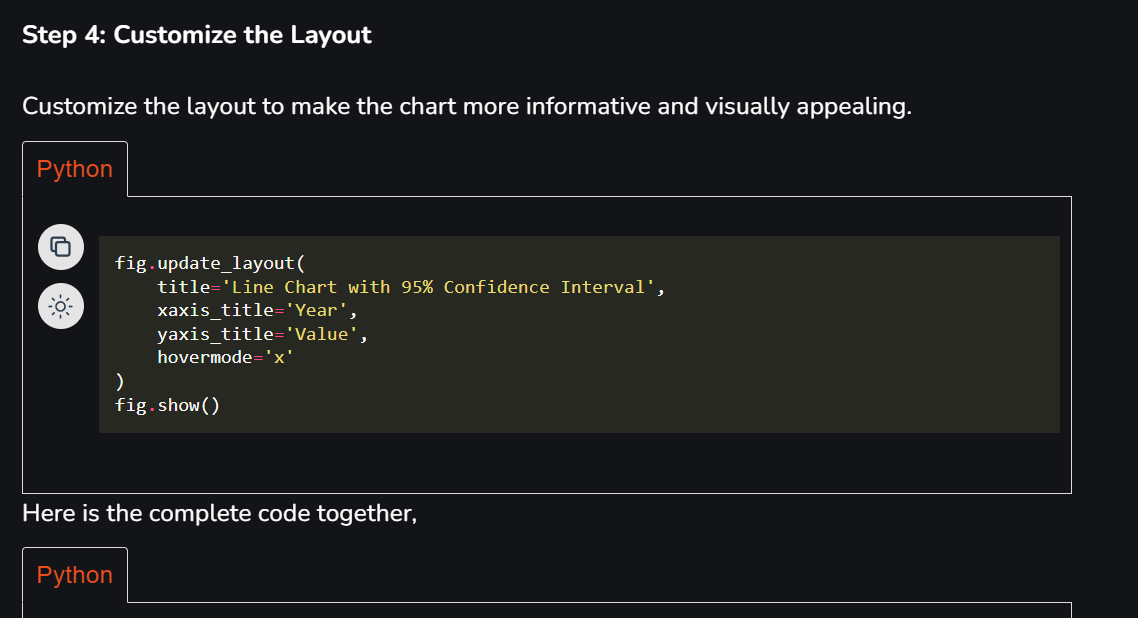 Step 4: Customize the Layout
Customize the layout to make the chart more informative and visually appealing.
Python
fig.update_layout(
    title='Line Chart with 95% Confidence Interval',
    xaxis_title='Year',
    yaxis_title='Value',
    hovermode='x'
)
fig.show()
Here is the complete code together,
Python